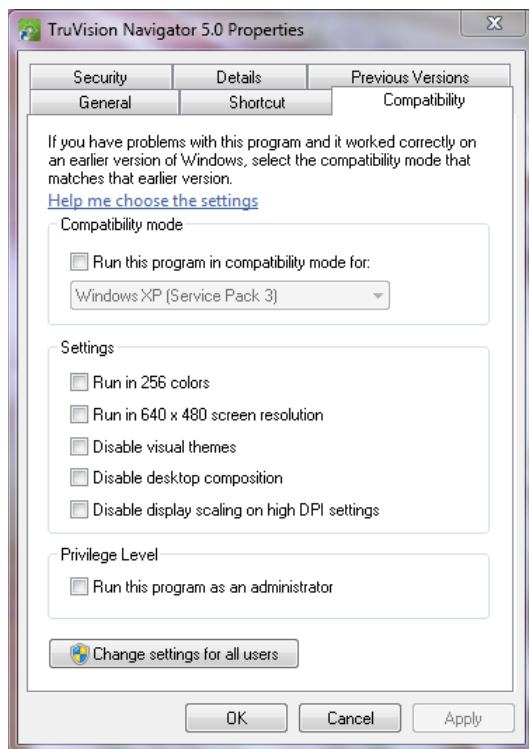 TruVision Navigator 5.0 Properties
Security Details Previous Versions
General Shortcut Compatibility
If you have problems with this program and it worked correctly on
an earlier version of Windows, select the compatibility mode that
matches that earlier version.
Help me choose the settings
Compatibility mode
Run this program in compatibility mode for:
Windows XP (Service Pack 3)
Settings
Run in 256 colors
Run in 640 x 480 screen resolution
Disable visual themes
Disable desktop composition
Disable display scaling on high DPI settings
Privilege Level
Run this program as an administrator
Change settings for all users
OK Cancel Apply